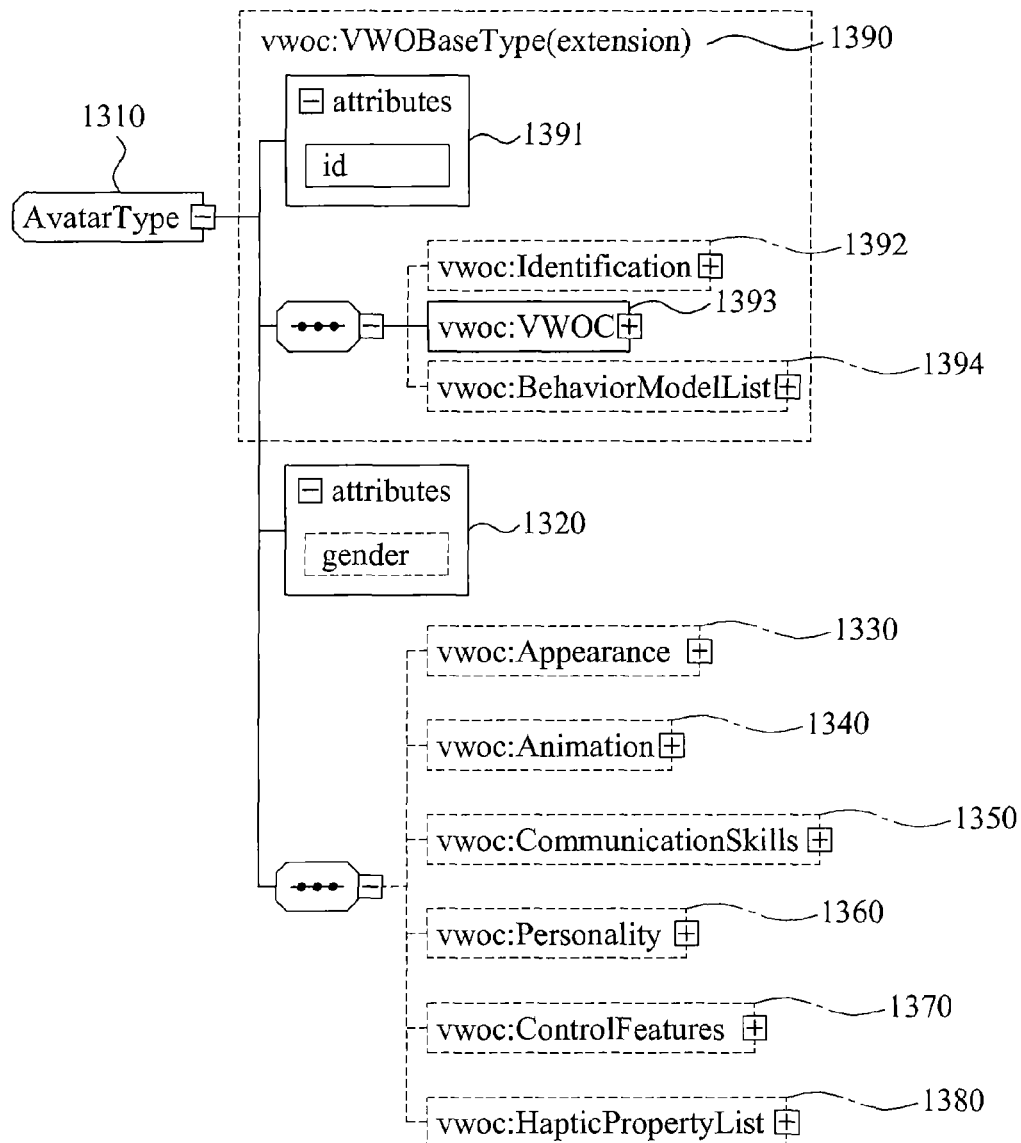 vwoc:VWOBaseType(extension)
1390
attributes
1391
id
1310
AvatarType
vwoc:Identification
1392
vwoc:VWOC
1393
vwoc:BehaviorModelList
1394
attributes
1320
gender
vwoc:Appearance
1330
vwoc:Animation
1340
vwoc:CommunicationSkills
1350
vwoc:Personality
1360
vwoc:ControlFeatures
1370
vwoc:HapticPropertyList
1380